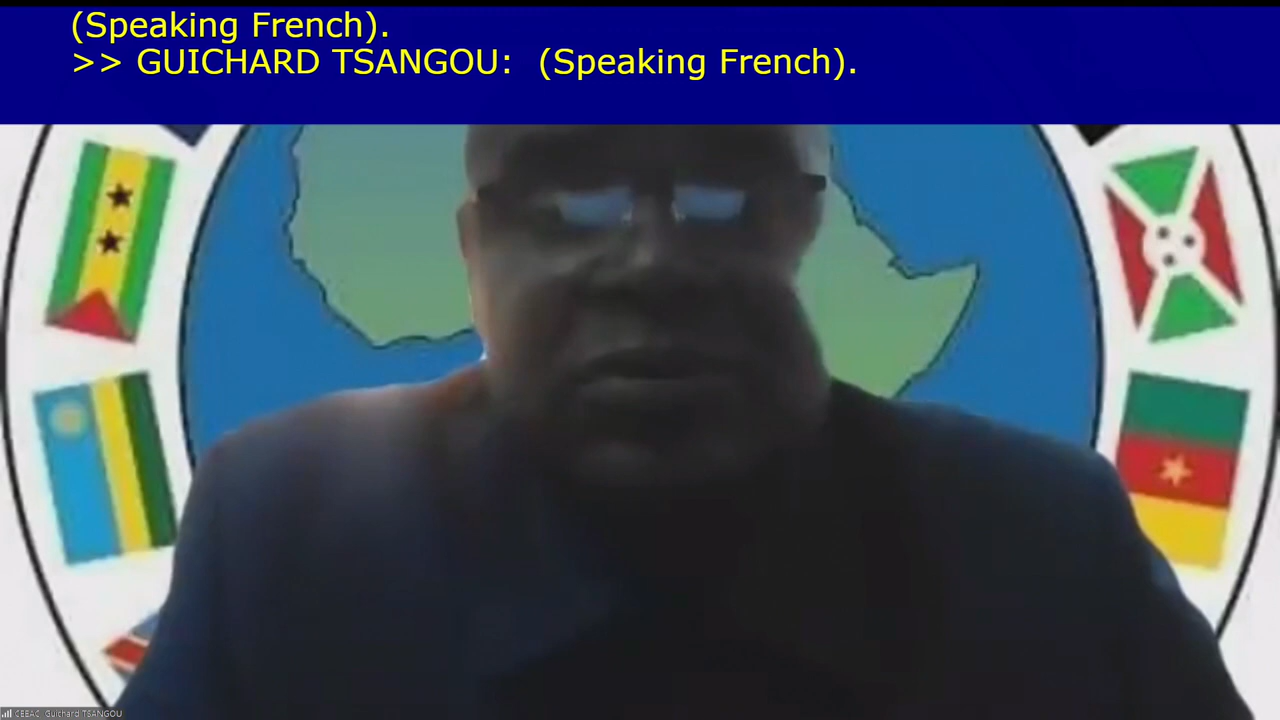 (Speaking French).
>> GUICHARD TSANGOU:  (Speaking French).
CEEAC Guichard TSANGOU